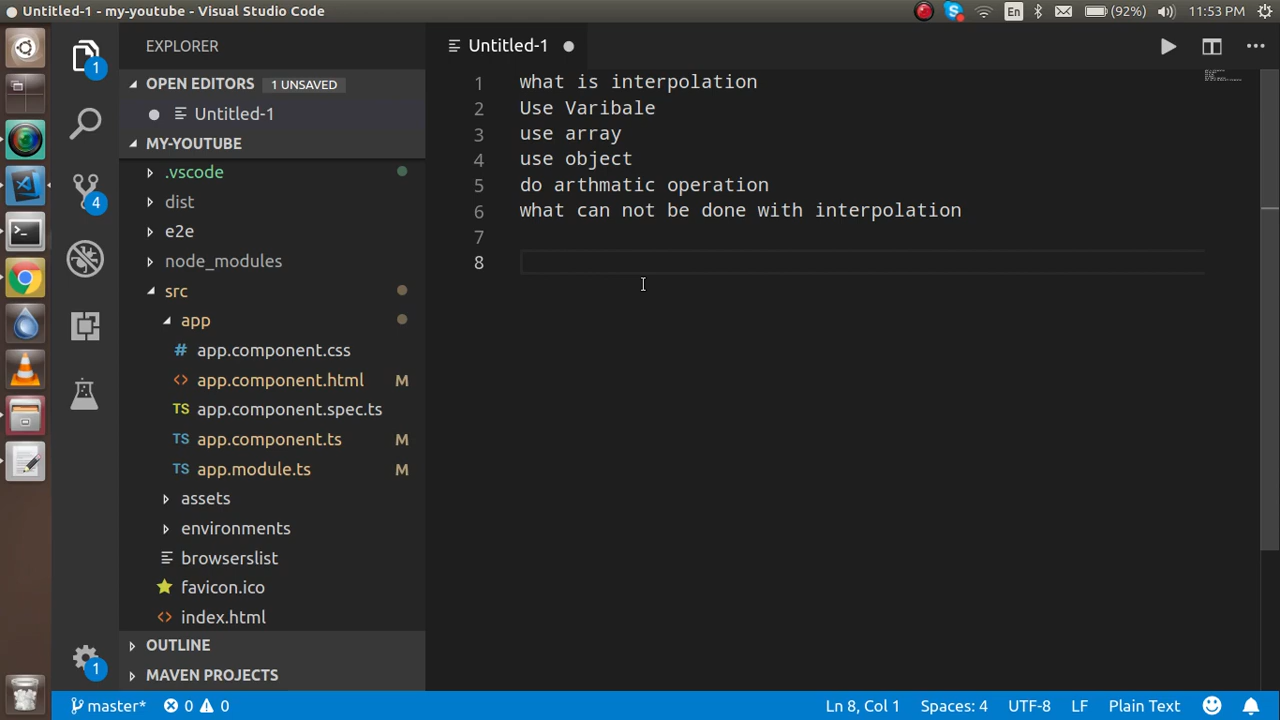 Untitled-1 - my-youtube - Visual Studio Code
En
(92%)
11:53 PM
EXPLORER
OPEN EDITORS 1 UNSAVED
Untitled-1
MY-YOUTUBE
.vscode
dist
e2e
node_modules
src
app
# app.component.css
<> app.component.html M
TS app.component.spec.ts
TS app.component.ts M
TS app.module.ts M
assets
environments
browserslist
favicon.ico
<> index.html
OUTLINE
MAVEN PROJECTS
1
4
1
Untitled-1
1 what is interpolation
2 Use Varibale
3 use array
4 use object
5 do arthmatic operation
6 what can not be done with interpolation
7
8
master* 0 0
Ln 8, Col 1 Spaces: 4 UTF-8 LF Plain Text